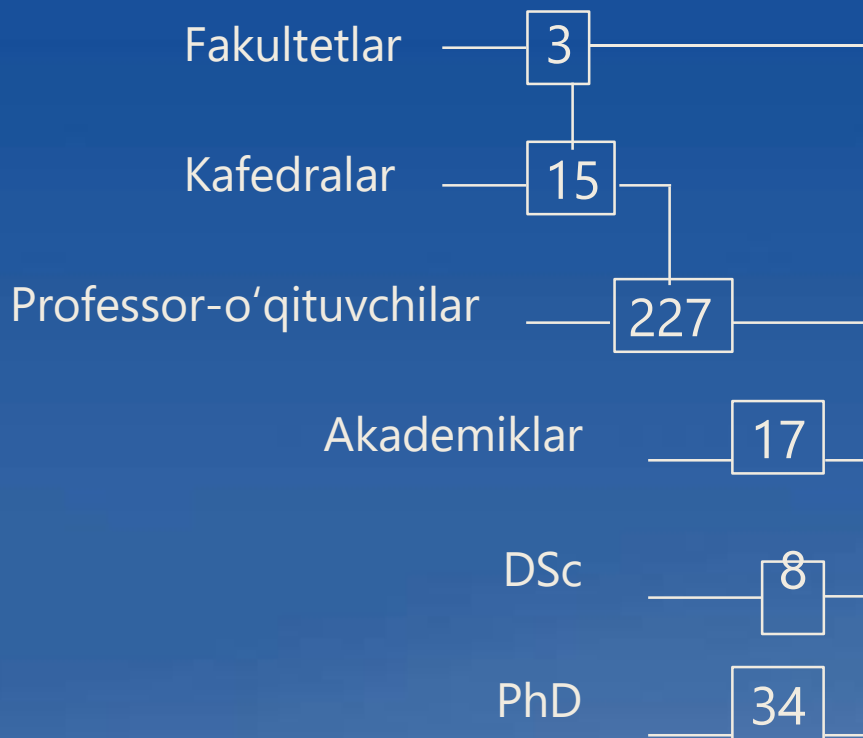 Fakultetlar 3
Kafedralar 15
Professor-o‘qituvchilar 227
Akademiklar 17
DSc 8
PhD 34